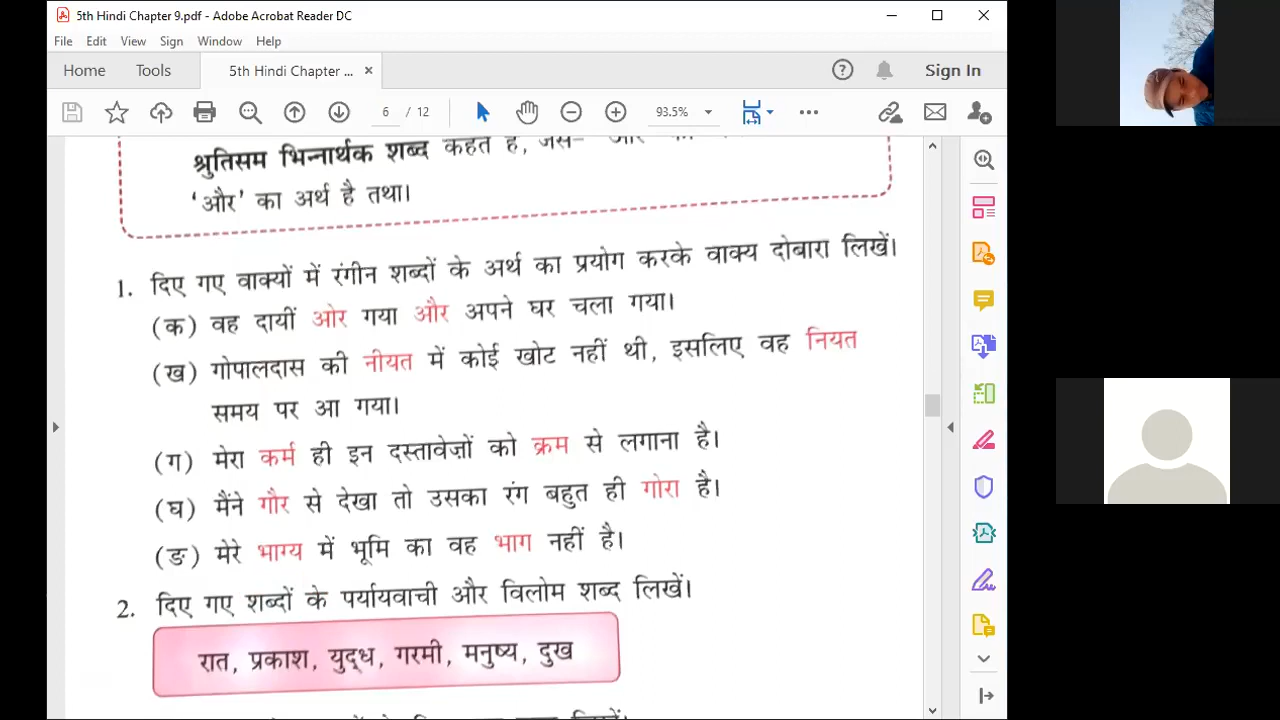 5th Hindi Chapter 9.pdf - Adobe Acrobat Reader DC
File Edit View Sign Window Help
Home Tools 5th Hindi Chapter ... × Sign In
6 / 12 93.5%
श्रुतिसम भिन्नार्थक शब्द कहते हैं, जैसे-
‘और’ का अर्थ है तथा।
1. दिए गए वाक्यों में रंगीन शब्दों के अर्थ का प्रयोग करके वाक्य दोबारा लिखें।
(क) वह दायीं ओर गया और अपने घर चला गया।
(ख) गोपालदास की नीयत में कोई खोट नहीं थी, इसलिए वह नियत
समय पर आ गया।
(ग) मेरा कर्म ही इन दस्तावेज़ों को क्रम से लगाना है।
(घ) मैंने गौर से देखा तो उसका रंग बहुत ही गोरा है।
(ङ) मेरे भाग्य में भूमि का वह भाग नहीं है।
2. दिए गए शब्दों के पर्यायवाची और विलोम शब्द लिखें।
रात, प्रकाश, युद्ध, गरमी, मनुष्य, दुख